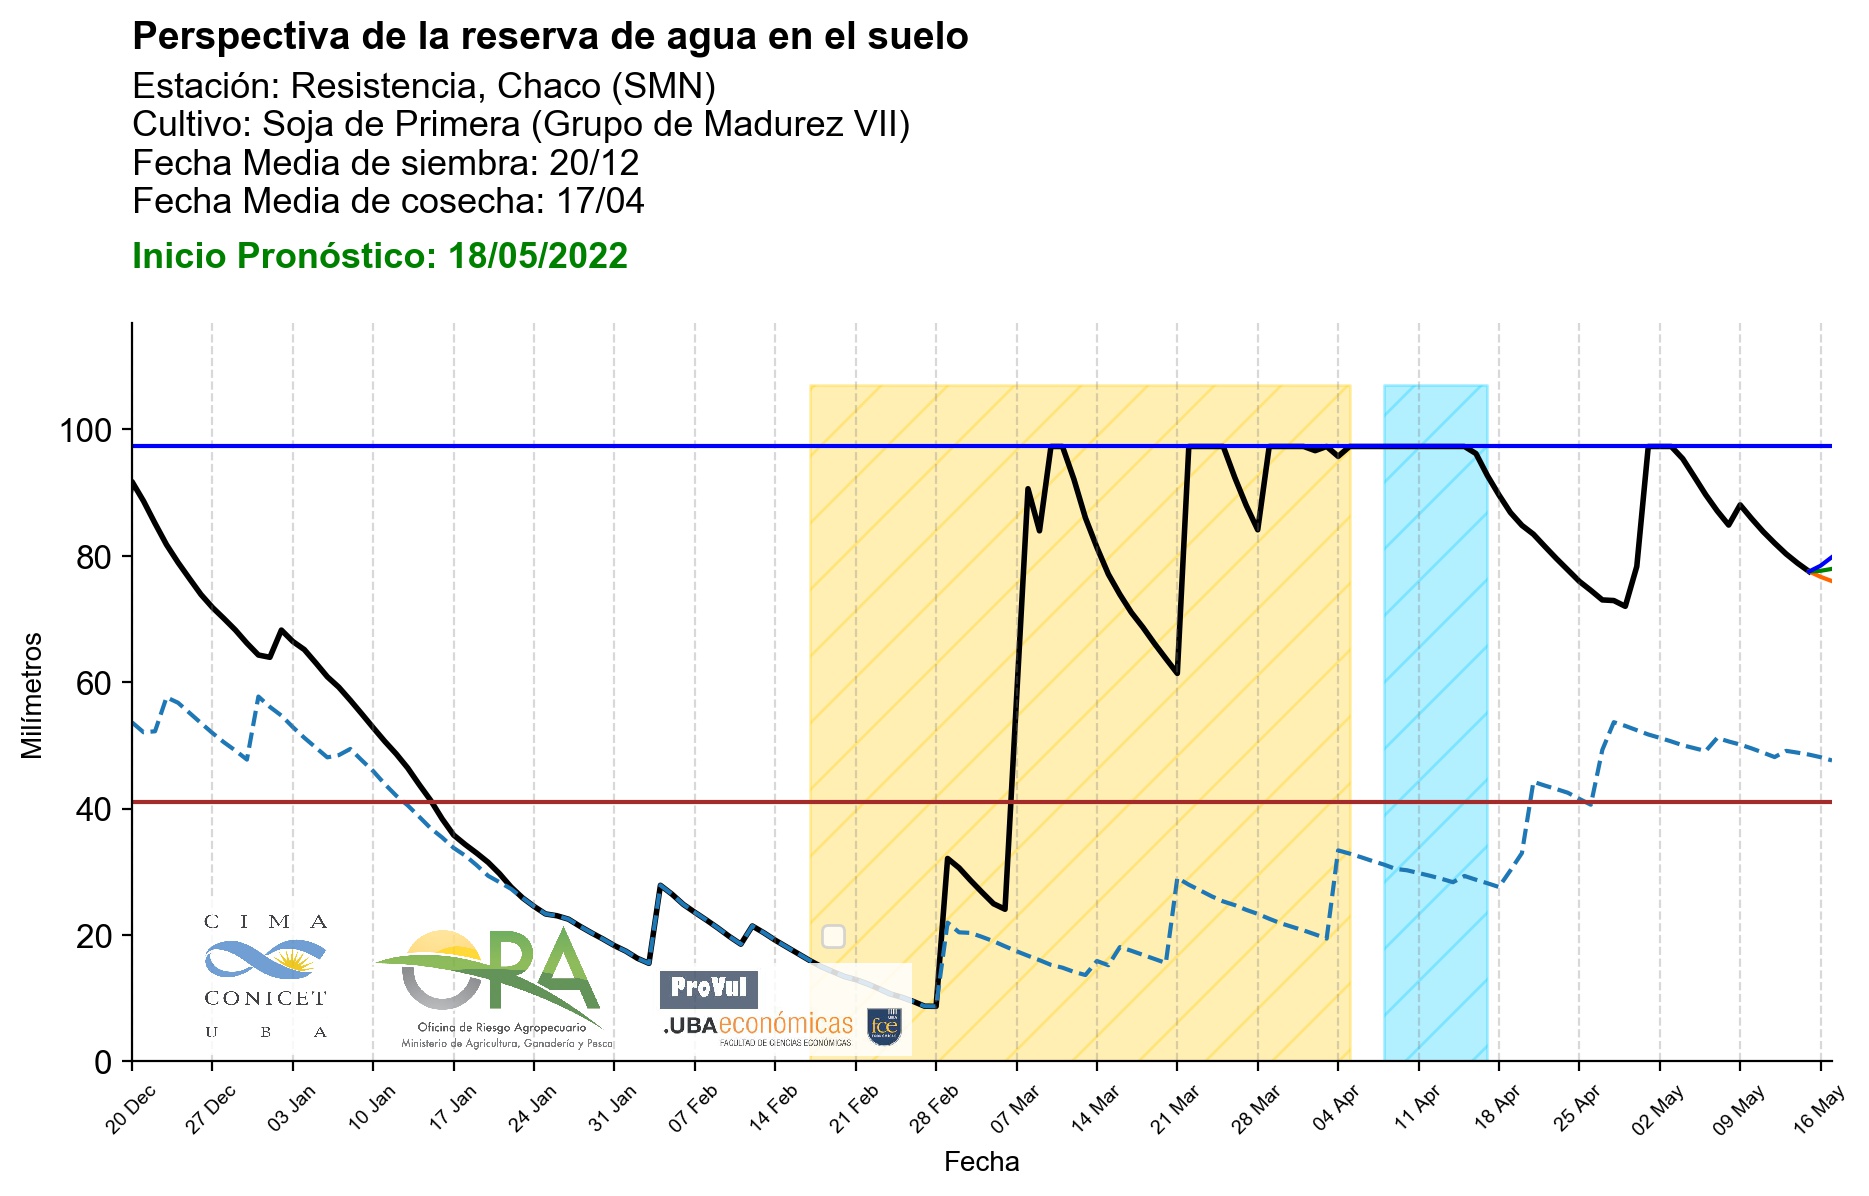 Perspectiva de la reserva de agua en el suelo
Estación: Resistencia, Chaco (SMN)
Cultivo: Soja de Primera (Grupo de Madurez VII)
Fecha Media de siembra: 20/12
Fecha Media de cosecha: 17/04
Inicio Pronóstico: 18/05/2022
100
80
60
40
20
0
Milímetros
C I M A
CONICET
U B A
ORA
Oficina de Riesgo Agropecuario
Ministerio de Agricultura, Ganadería y Pesca
ProVul
.UBAeconómicas
FACULTAD DE CIENCIAS ECONÓMICAS
UBA
fce
20 Dec
27 Dec
03 Jan
10 Jan
17 Jan
24 Jan
31 Jan
07 Feb
14 Feb
21 Feb
28 Feb
07 Mar
14 Mar
21 Mar
28 Mar
04 Apr
11 Apr
18 Apr
25 Apr
02 May
09 May
16 May
Fecha